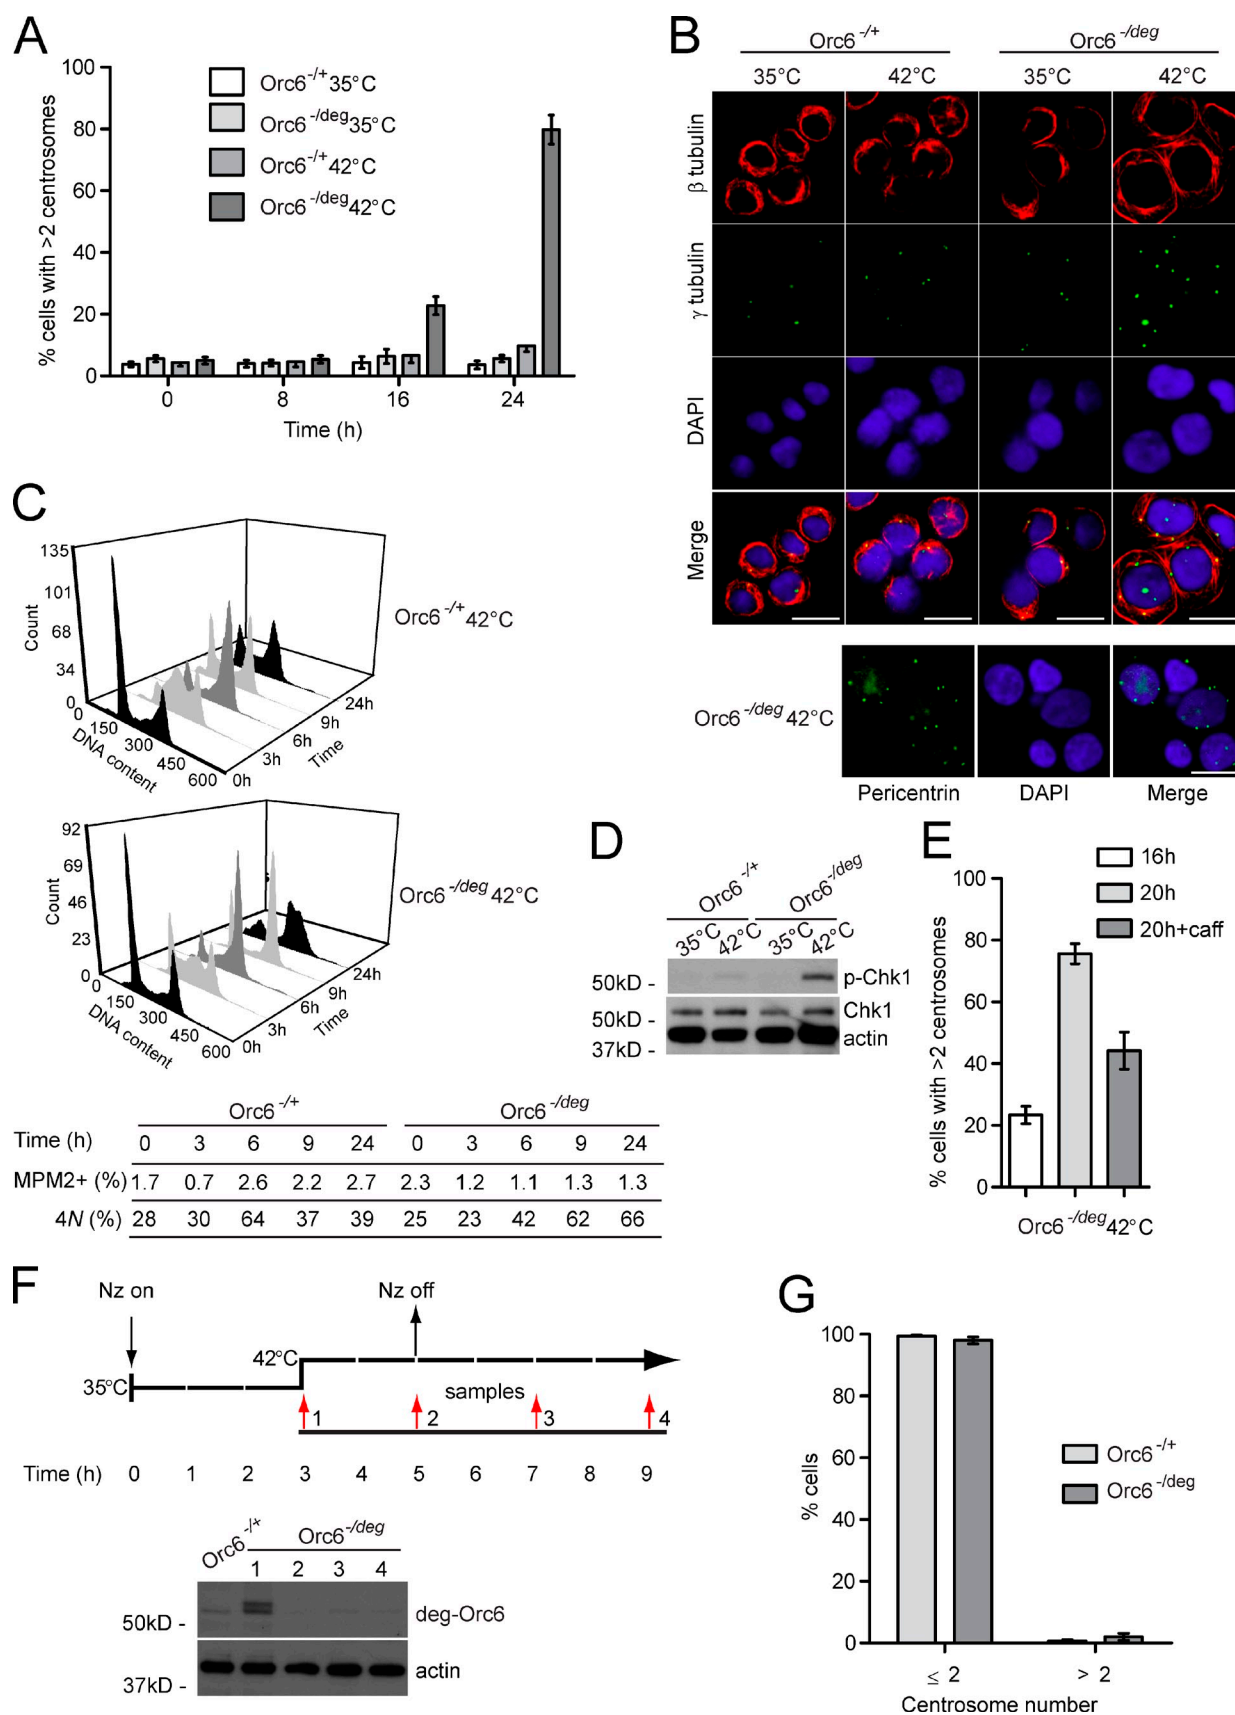 A
% cells with >2 centrosomes
100
80
60
40
20
0
Orc6-/+35°C
Orc6-/deg35°C
Orc6-/+42°C
Orc6-/deg42°C
0 8 16 24
Time (h)
B
Orc6-/+ Orc6-/deg
35°C 42°C 35°C 42°C
β tubulin
γ tubulin
DAPI
Merge
Orc6-/deg 42°C
Pericentrin DAPI Merge
C
Count
135
101
68
34
0
0 150 300 450 600
DNA content
0h 3h 6h 9h 24h
Time
Orc6-/+ 42°C
Count
92
69
46
23
0
0 150 300 450 600
DNA content
0h 3h 6h 9h 24h
Time
Orc6-/deg 42°C
Orc6-/+ Orc6-/deg
Time (h) 0 3 6 9 24 0 3 6 9 24
MPM2+ (%) 1.7 0.7 2.6 2.2 2.7 2.3 1.2 1.1 1.3 1.3
4N (%) 28 30 64 37 39 25 23 42 62 66
D
Orc6-/+ Orc6-/deg
35°C 42°C 35°C 42°C
50kD - p-Chk1
50kD - Chk1
37kD - actin
E
% cells with >2 centrosomes
100
80
60
40
20
0
16h
20h
20h+caff
Orc6-/deg 42°C
F
Nz on Nz off
35°C 42°C
samples
1 2 3 4
Time (h) 0 1 2 3 4 5 6 7 8 9
Orc6-/+ Orc6-/deg
1 2 3 4
50kD - deg-Orc6
37kD - actin
G
% cells
100
80
60
40
20
0
Orc6-/+
Orc6-/deg
≤ 2 > 2
Centrosome number